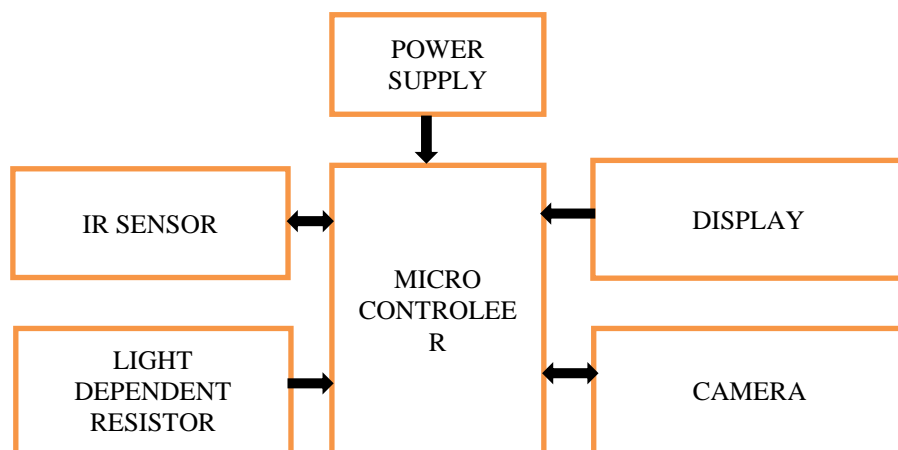 POWER
SUPPLY
IR SENSOR
DISPLAY
MICRO
CONTROLEE
R
LIGHT
DEPENDENT
RESISTOR
CAMERA